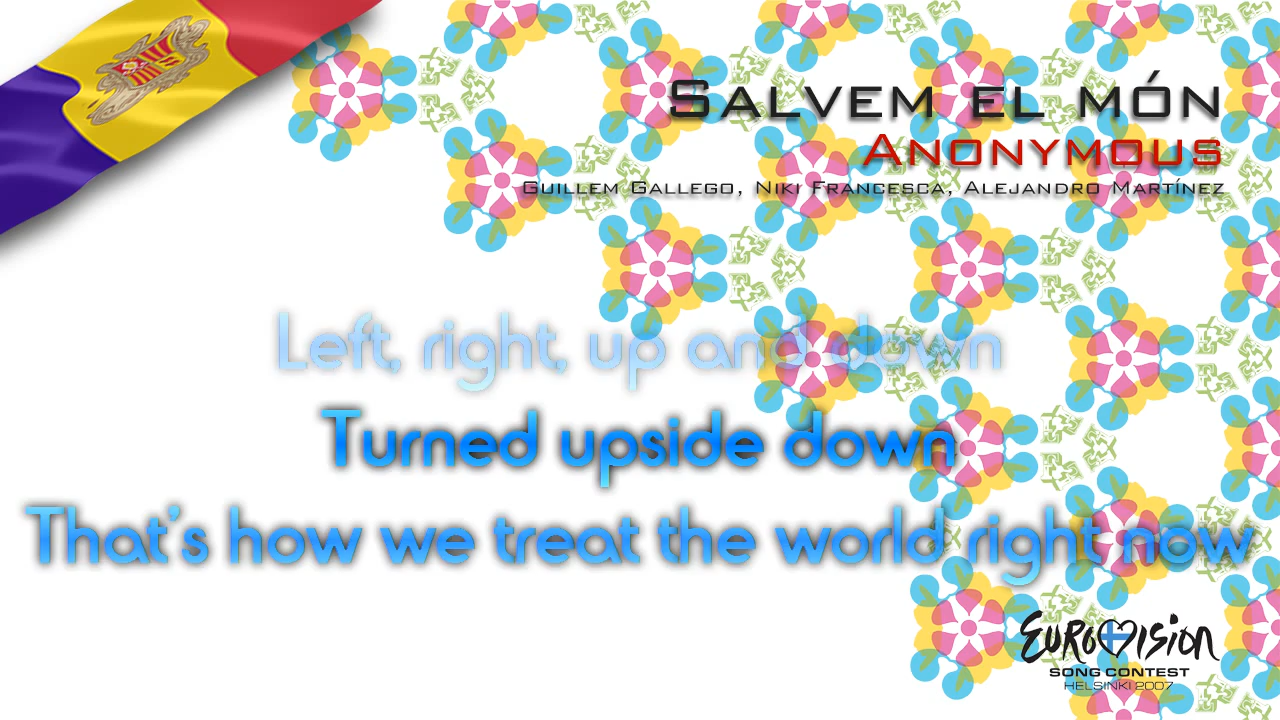 Salvem el món
Anonymous
Guillem Gallego, Niki Francesca, Alejandro Martínez
Left, right, up and down
Turned upside down
That's how we treat the world right now
Eurovision
SONG CONTEST
HELSINKI 2007